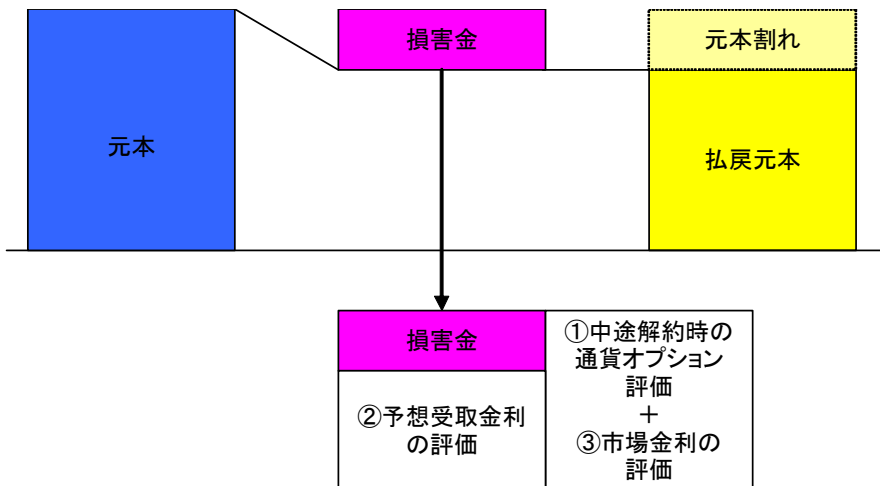 損害金
元本割れ
元本
払戻元本
損害金
②予想受取金利
の評価
①中途解約時の
通貨オプション
評価
＋
③市場金利の
評価